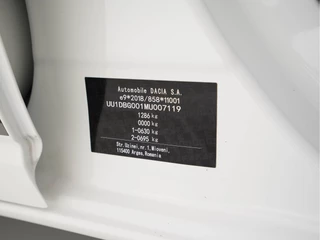 Automobile DACIA S.A.
e9*2018/858*11001
UU1DBG001MU007119
1286 kg
0000 kg
1-0630 kg
2-0695 kg
Str. Uzinei, nr. 1, Mioveni,
115400 Arges, Romania